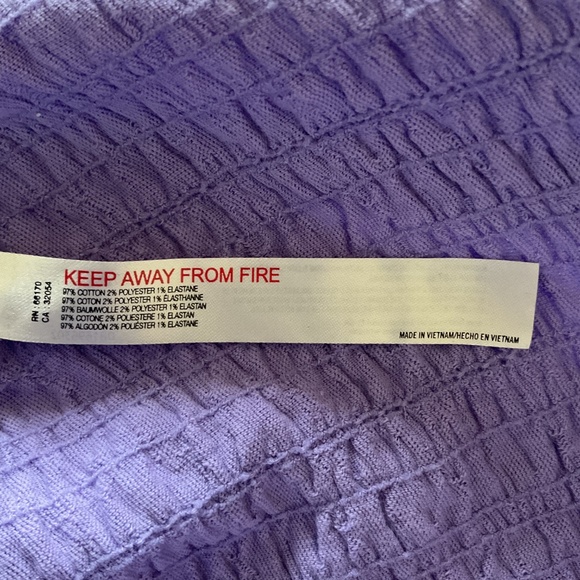 RN : 66170
CA : 32054
KEEP AWAY FROM FIRE
97% COTTON 2% POLYESTER 1% ELASTANE
97% COTON 2% POLYESTER 1% ÉLASTHANNE
97% BAUMWOLLE 2% POLYESTER 1% ELASTAN
97% COTONE 2% POLIESTERE 1% ELASTAN
97% ALGODÓN 2% POLIÉSTER 1% ELASTANE
MADE IN VIETNAM/HECHO EN VIETNAM